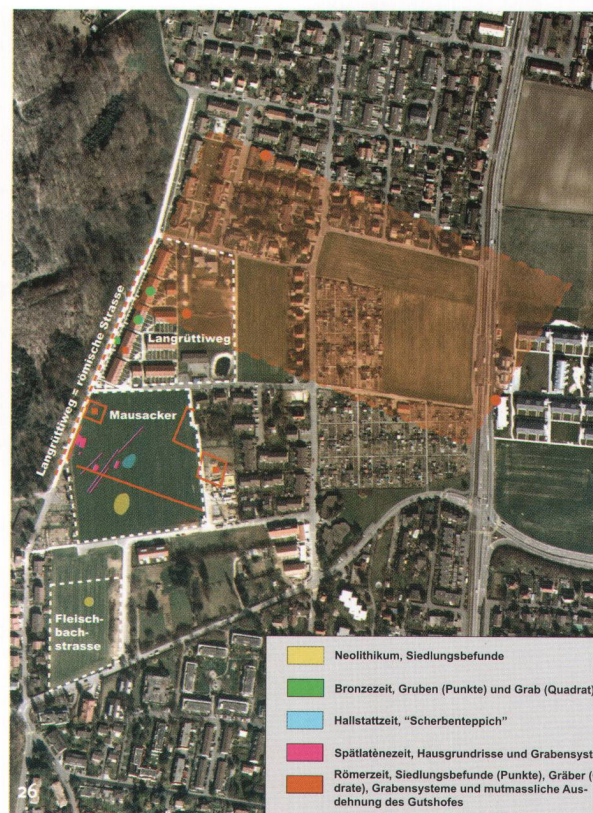 Langrüttiweg = römische Strasse
Langrüttiweg
Mausacker
Fleisch-
bach-
strasse
Neolithikum, Siedlungsbefunde
Bronzezeit, Gruben (Punkte) und Grab (Quadrat)
Hallstattzeit, “Scherbenteppich”
Spätlatènezeit, Hausgrundrisse und Grabensyst
Römerzeit, Siedlungsbefunde (Punkte), Gräber (
drate), Grabensysteme und mutmassliche Aus-
dehnung des Gutshofes
26